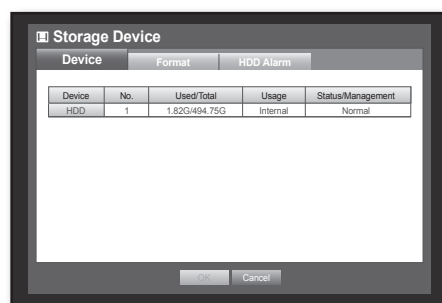 Storage Device
Device Format HDD Alarm
Device No. Used/Total Usage Status/Management
HDD 1 1.82G/494.75G Internal Normal
OK Cancel